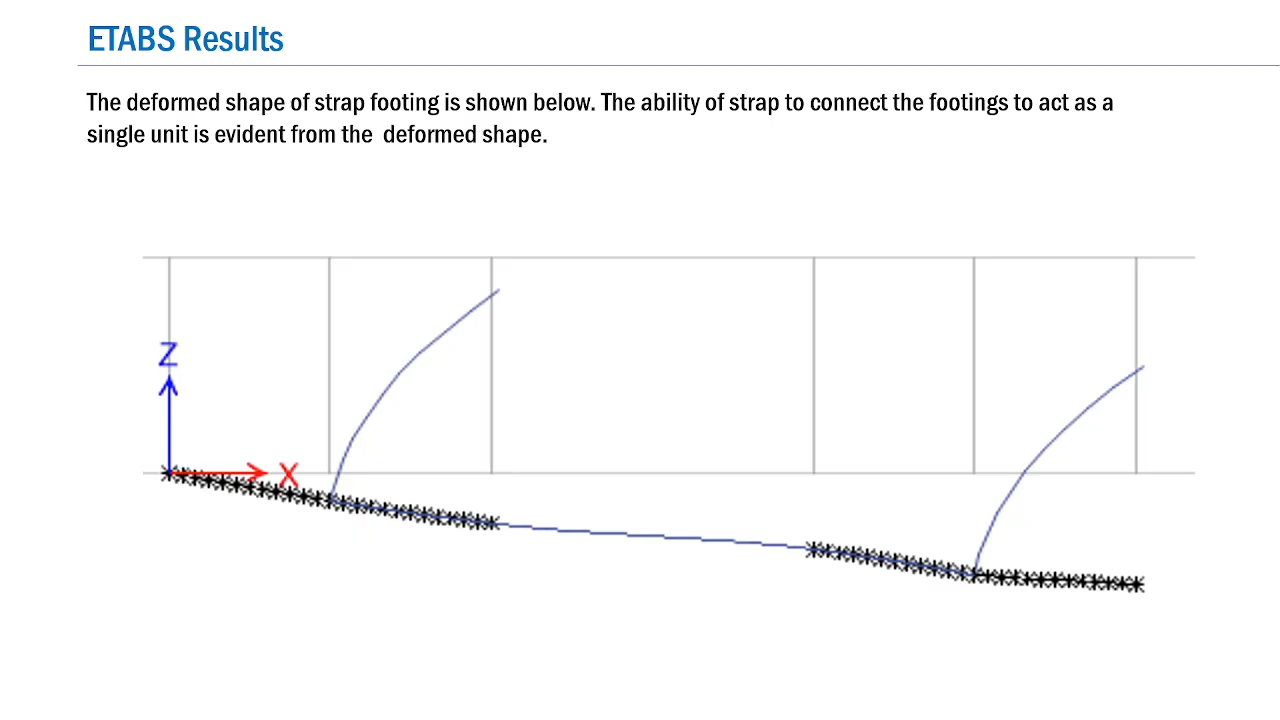 ETABS Results
The deformed shape of strap footing is shown below. The ability of strap to connect the footings to act as a
single unit is evident from the  deformed shape.
Z
X